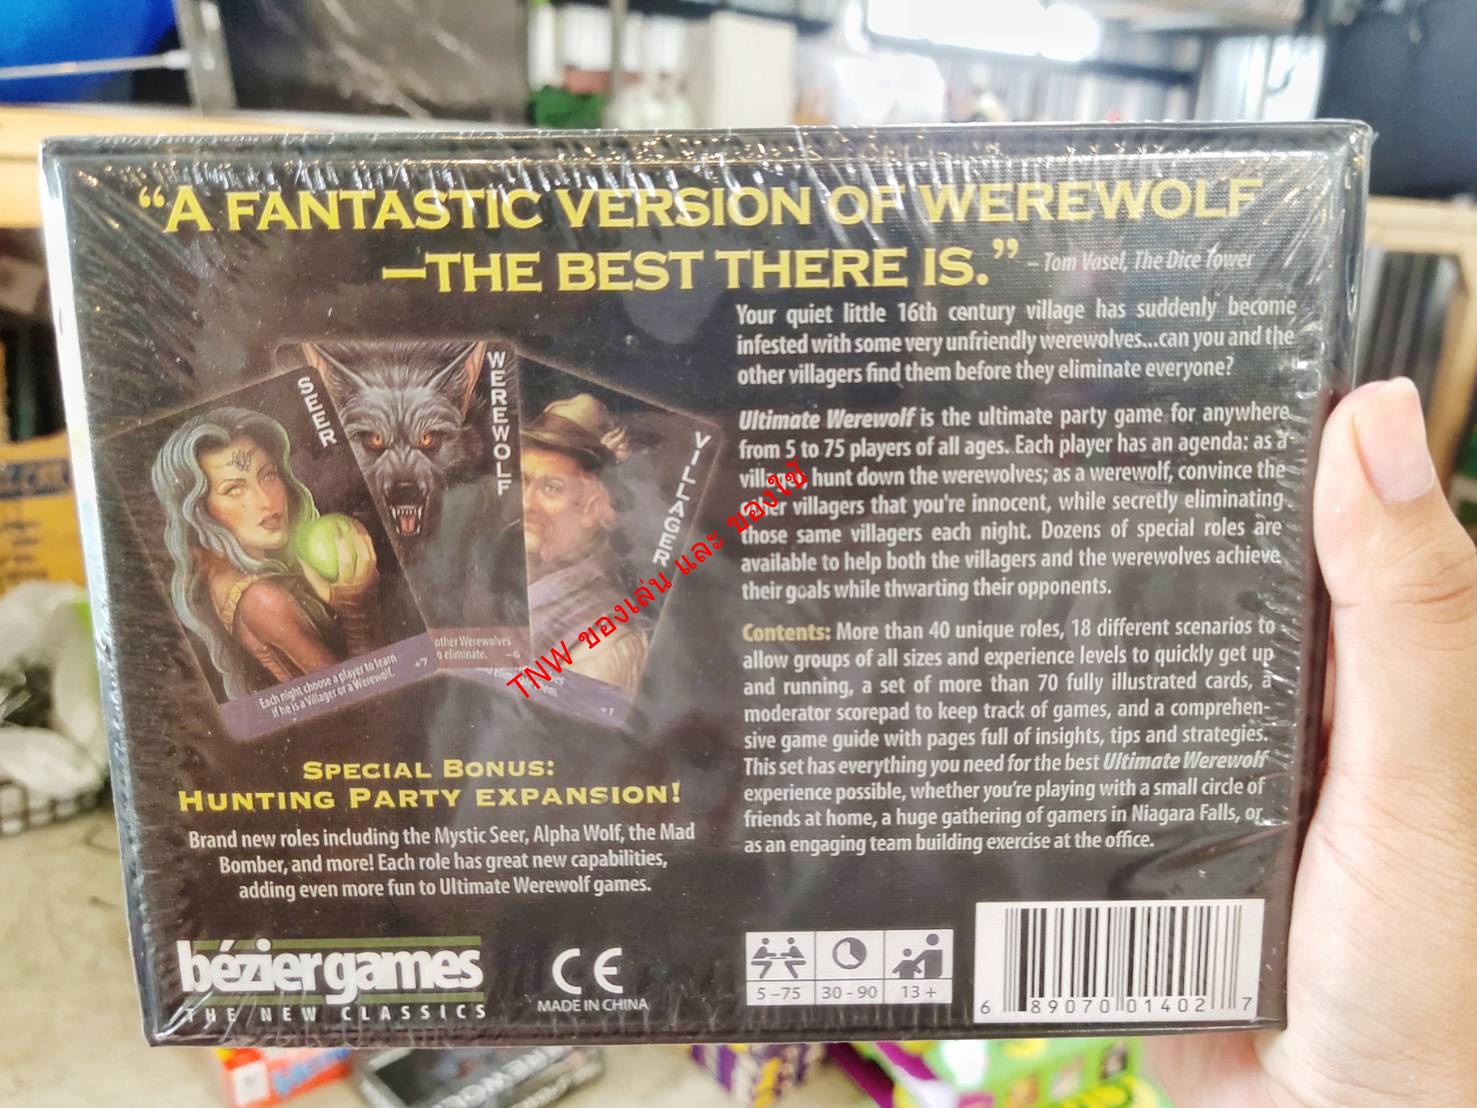 “A FANTASTIC VERSION OF WEREWOLF
—THE BEST THERE IS.” – Tom Vasel, The Dice Tower
Your quiet little 16th century village has suddenly become
infested with some very unfriendly werewolves...can you and the
other villagers find them before they eliminate everyone?
Ultimate Werewolf is the ultimate party game for anywhere
from 5 to 75 players of all ages. Each player has an agenda: as a
villager, hunt down the werewolves; as a werewolf, convince the
other villagers that you're innocent, while secretly eliminating
those same villagers each night. Dozens of special roles are
available to help both the villagers and the werewolves achieve
their goals while thwarting their opponents.
Contents: More than 40 unique roles, 18 different scenarios to
allow groups of all sizes and experience levels to quickly get up
and running, a set of more than 70 fully illustrated cards, a
moderator scorepad to keep track of games, and a comprehen-
sive game guide with pages full of insights, tips and strategies.
This set has everything you need for the best Ultimate Werewolf
experience possible, whether you're playing with a small circle of
friends at home, a huge gathering of gamers in Niagara Falls, or
as an engaging team building exercise at the office.
SEER
WEREWOLF
VILLAGER
Each night choose a player to learn
if he is a Villager or a Werewolf.
+7
other Werewolves
o eliminate. -6
+1
TNW ของเล่น และ ของใช้
SPECIAL BONUS:
HUNTING PARTY EXPANSION!
Brand new roles including the Mystic Seer, Alpha Wolf, the Mad
Bomber, and more! Each role has great new capabilities,
adding even more fun to Ultimate Werewolf games.
béziergames
THE NEW CLASSICS
CE
MADE IN CHINA
5-75 30-90 13+
6 89070 01402 7